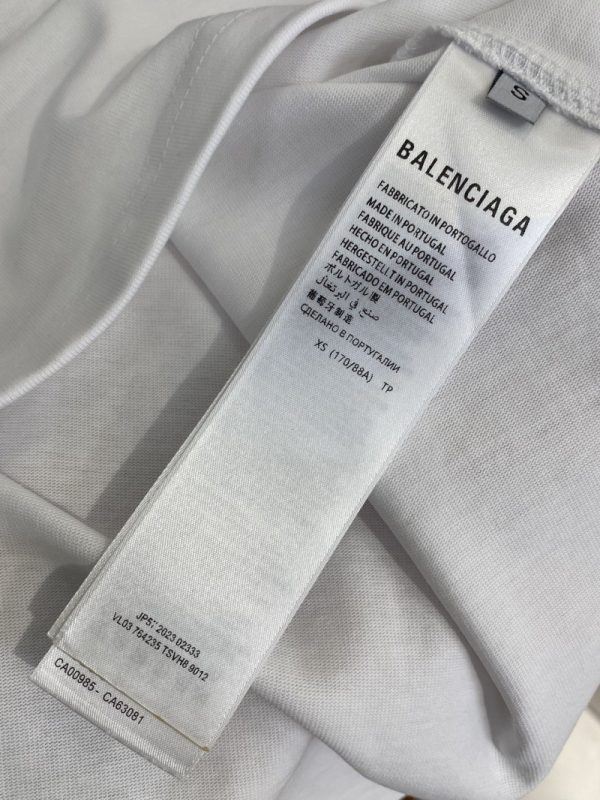 S
BALENCIAGA
FABBRICATO IN PORTOGALLO
MADE IN PORTUGAL
FABRIQUE AU PORTUGAL
HECHO EN PORTUGAL
HERGESTELLT IN PORTUGAL
FABRICADO EM PORTUGAL
ポルトガル製
صنع في البرتغال
葡萄牙制造
СДЕЛАНО В ПОРТУГАЛИИ
XS (170/88A) TP
2023 02333
VL03 764235 TSVH8 9012
CA00985 - CA63081